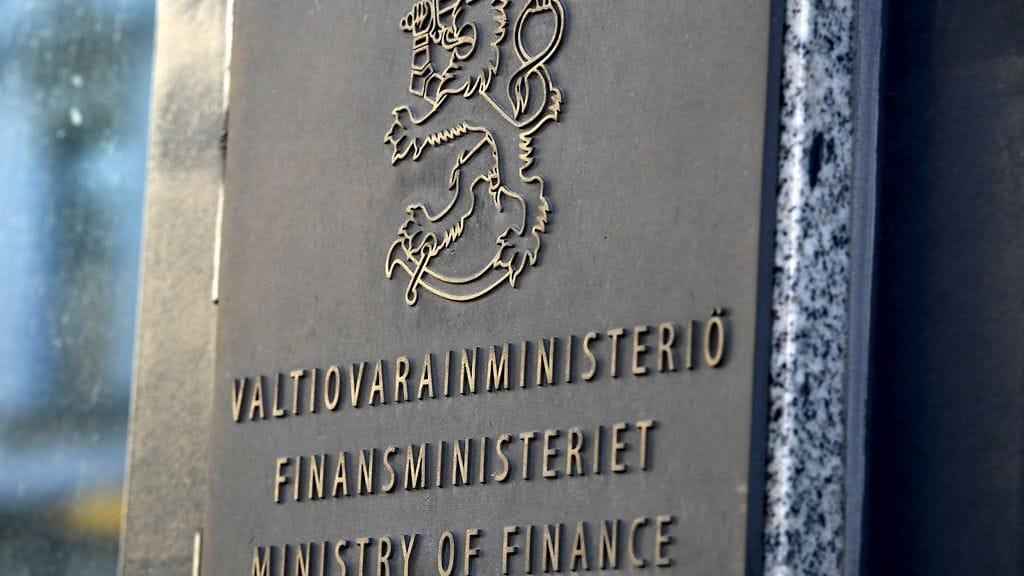 VALTIOVARAINMINISTERIÖ
FINANSMINISTERIET
MINISTRY OF FINANCE